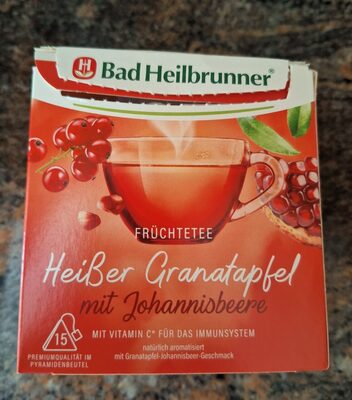 Bad Heilbrunner®
FRÜCHTETEE
Heißer Granatapfel
mit Johannisbeere
MIT VITAMIN C* FÜR DAS IMMUNSYSTEM
natürlich aromatisiert
mit Granatapfel-Johannisbeer-Geschmack
15
PREMIUMQUALITÄT IM
PYRAMIDENBEUTEL